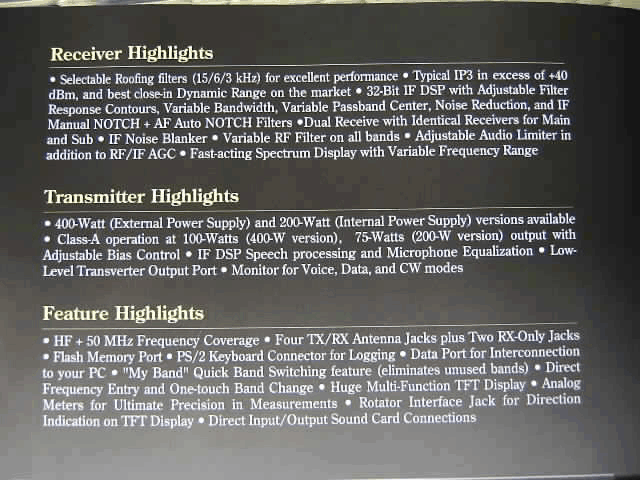 Receiver Highlights
• Selectable Roofing filters (15/6/3 kHz) for excellent performance • Typical IP3 in excess of +40
dBm, and best close-in Dynamic Range on the market • 32-Bit IF DSP with Adjustable Filter
Response Contours, Variable Bandwidth, Variable Passband Center, Noise Reduction, and IF
Manual NOTCH + AF Auto NOTCH Filters •Dual Receive with Identical Receivers for Main
and Sub • IF Noise Blanker • Variable RF Filter on all bands • Adjustable Audio Limiter in
addition to RF/IF AGC • Fast-acting Spectrum Display with Variable Frequency Range
Transmitter Highlights
• 400-Watt (External Power Supply) and 200-Watt (Internal Power Supply) versions available
• Class-A operation at 100-Watts (400-W version), 75-Watts (200-W version) output with
Adjustable Bias Control • IF DSP Speech processing and Microphone Equalization • Low-
Level Transverter Output Port • Monitor for Voice, Data, and CW modes
Feature Highlights
• HF + 50 MHz Frequency Coverage • Four TX/RX Antenna Jacks plus Two RX-Only Jacks
• Flash Memory Port • PS/2 Keyboard Connector for Logging • Data Port for Interconnection
to your PC • "My Band" Quick Band Switching feature (eliminates unused bands) • Direct
Frequency Entry and One-touch Band Change • Huge Multi-Function TFT Display • Analog
Meters for Ultimate Precision in Measurements • Rotator Interface Jack for Direction
Indication on TFT Display • Direct Input/Output Sound Card Connections